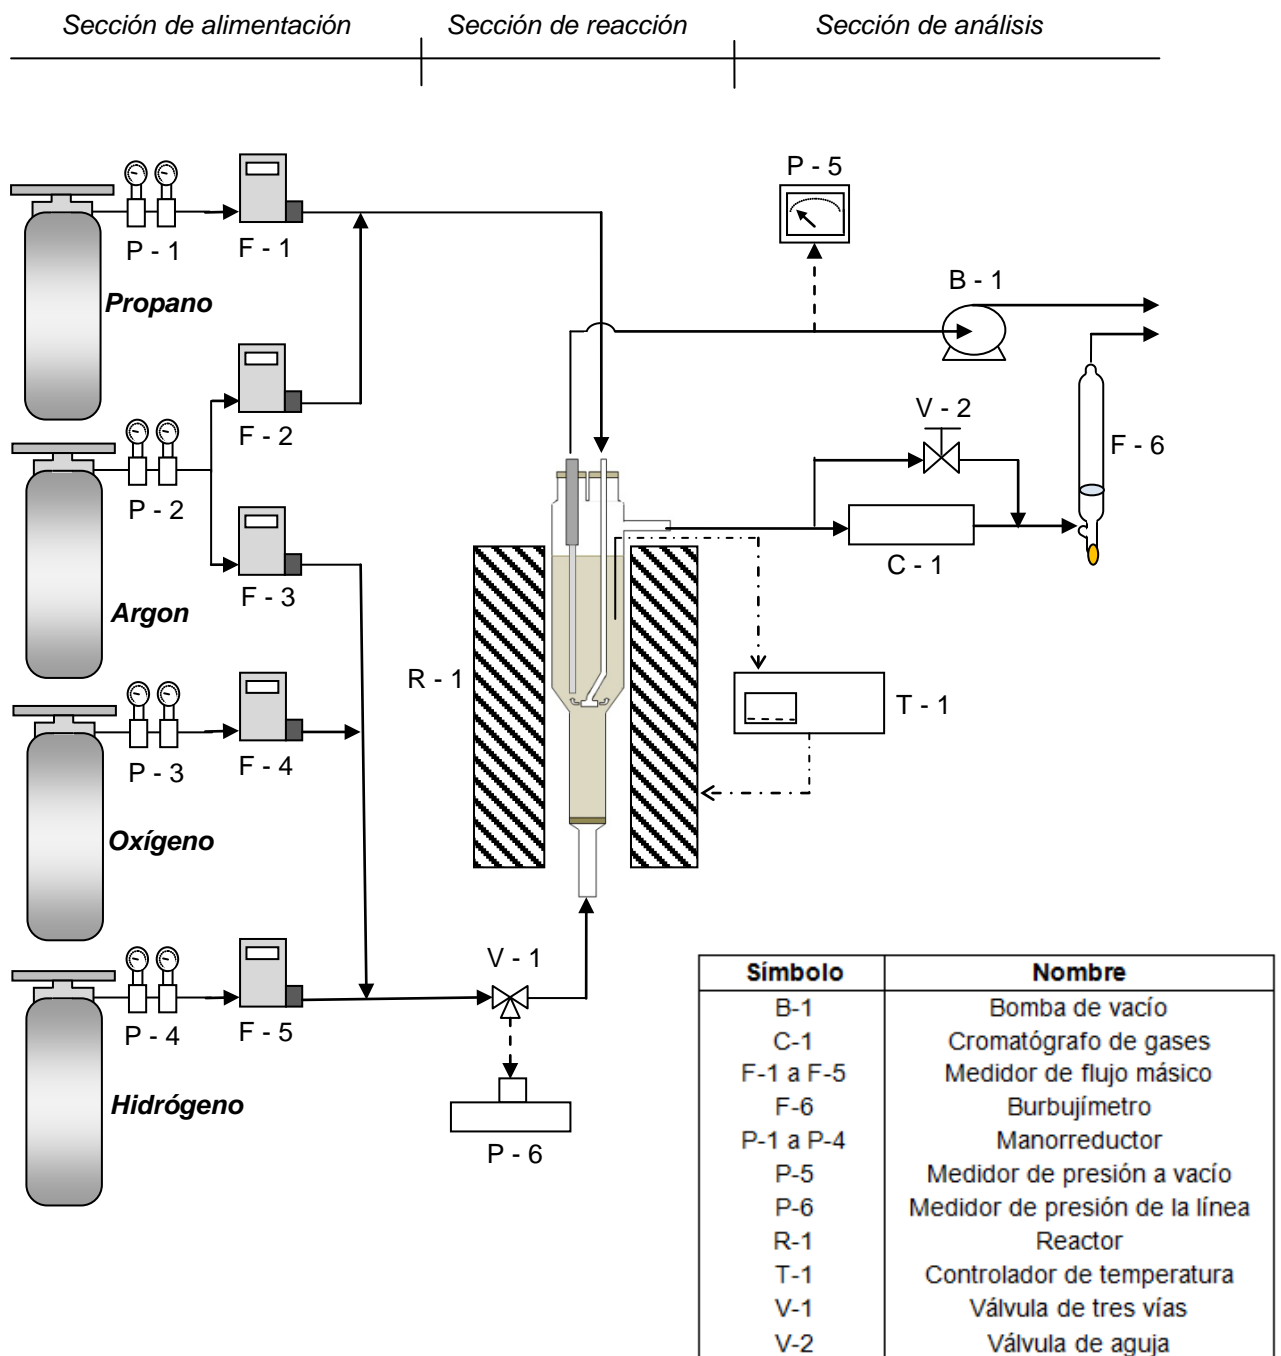 Sección de alimentación
Sección de reacción
Sección de análisis
P - 1
F - 1
Propano
P - 5
B - 1
F - 2
V - 2
F - 6
P - 2
Argon
F - 3
C - 1
R - 1
T - 1
P - 3
F - 4
Oxígeno
V - 1
P - 4
F - 5
Hidrógeno
P - 6
Símbolo Nombre
B-1 Bomba de vacío
C-1 Cromatógrafo de gases
F-1 a F-5 Medidor de flujo másico
F-6 Burbujímetro
P-1 a P-4 Manorreductor
P-5 Medidor de presión a vacío
P-6 Medidor de presión de la línea
R-1 Reactor
T-1 Controlador de temperatura
V-1 Válvula de tres vías
V-2 Válvula de aguja